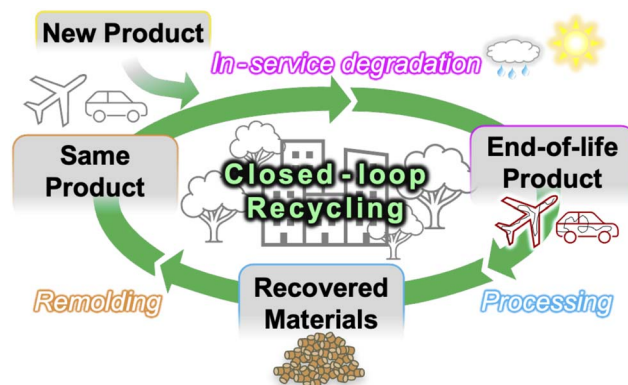 New Product
In-service degradation
Same
Product
Closed-loop
Recycling
End-of-life
Product
Remolding
Recovered
Materials
Processing